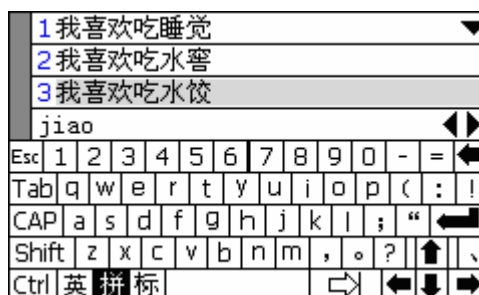 1我喜欢吃睡觉
2我喜欢吃水窖
3我喜欢吃水饺
jiao
Esc 1 2 3 4 5 6 7 8 9 0 - =
Tab q w e r t y u i o p ( : !
CAP a s d f g h j k l ; “
Shift z x c v b n m , 。 ? 、
Ctrl 英 拼 标